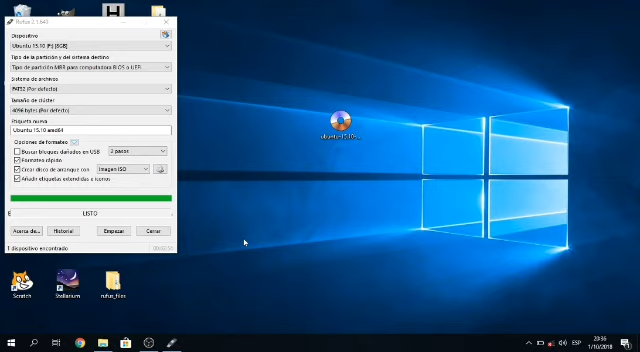 Rufus 2.1.649
Dispositivo
Ubuntu 15.10 (F:) [8GB]
Tipo de la partición y del sistema destino
Tipo de partición MBR para computadora BIOS o UEFI
Sistema de archivos
FAT32 (Por defecto)
Tamaño de clúster
4096 bytes (Por defecto)
Etiqueta nueva
Ubuntu 15.10 amd64
Opciones de formateo
Buscar bloques dañados en USB
2 pasos
Formateo rápido
Crear disco de arranque con
Imagen ISO
Añadir etiquetas extendidas e iconos
LISTO
Acerca de...
Historial
Empezar
Cerrar
1 dispositivo encontrado
ubuntu-15.10-...
Scratch
Stellarium
rufus_files
ESP
20:36
1/10/2018